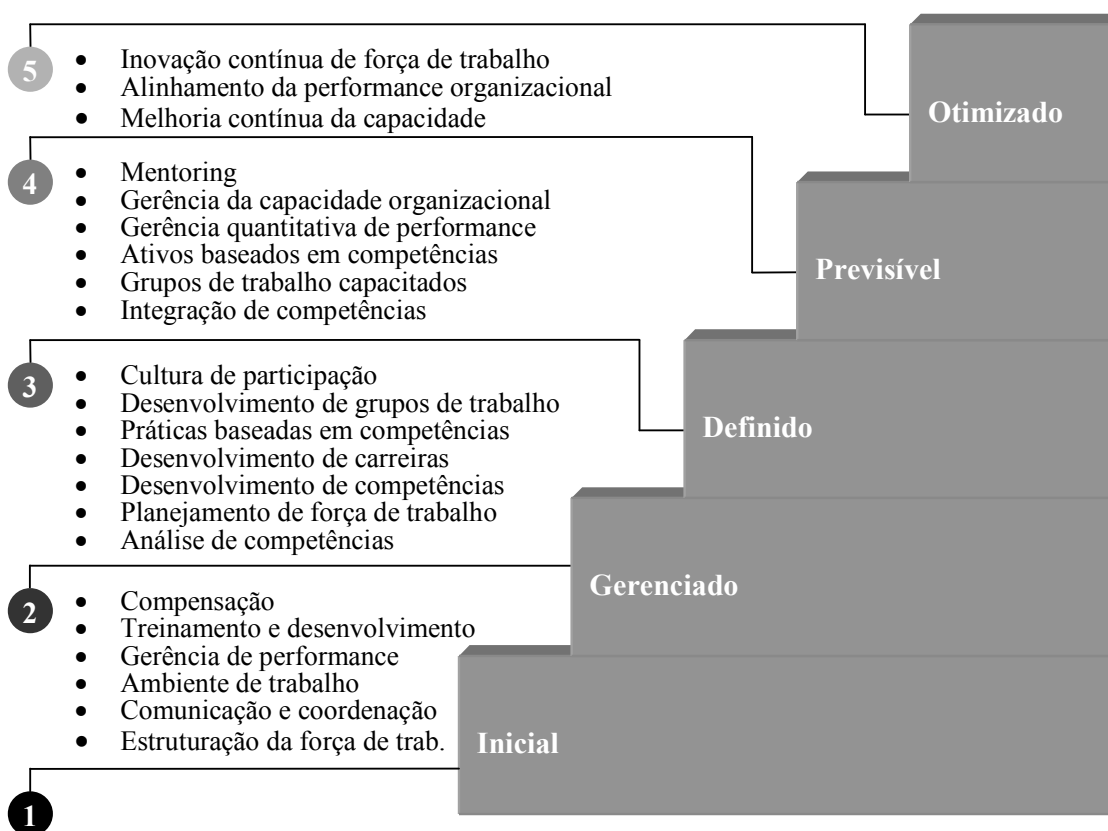 5
• Inovação contínua de força de trabalho
• Alinhamento da performance organizacional
• Melhoria contínua da capacidade
Otimizado
4
• Mentoring
• Gerência da capacidade organizacional
• Gerência quantitativa de performance
• Ativos baseados em competências
• Grupos de trabalho capacitados
• Integração de competências
Previsível
3
• Cultura de participação
• Desenvolvimento de grupos de trabalho
• Práticas baseadas em competências
• Desenvolvimento de carreiras
• Desenvolvimento de competências
• Planejamento de força de trabalho
• Análise de competências
Definido
2
• Compensação
• Treinamento e desenvolvimento
• Gerência de performance
• Ambiente de trabalho
• Comunicação e coordenação
• Estruturação da força de trab.
Gerenciado
1
Inicial